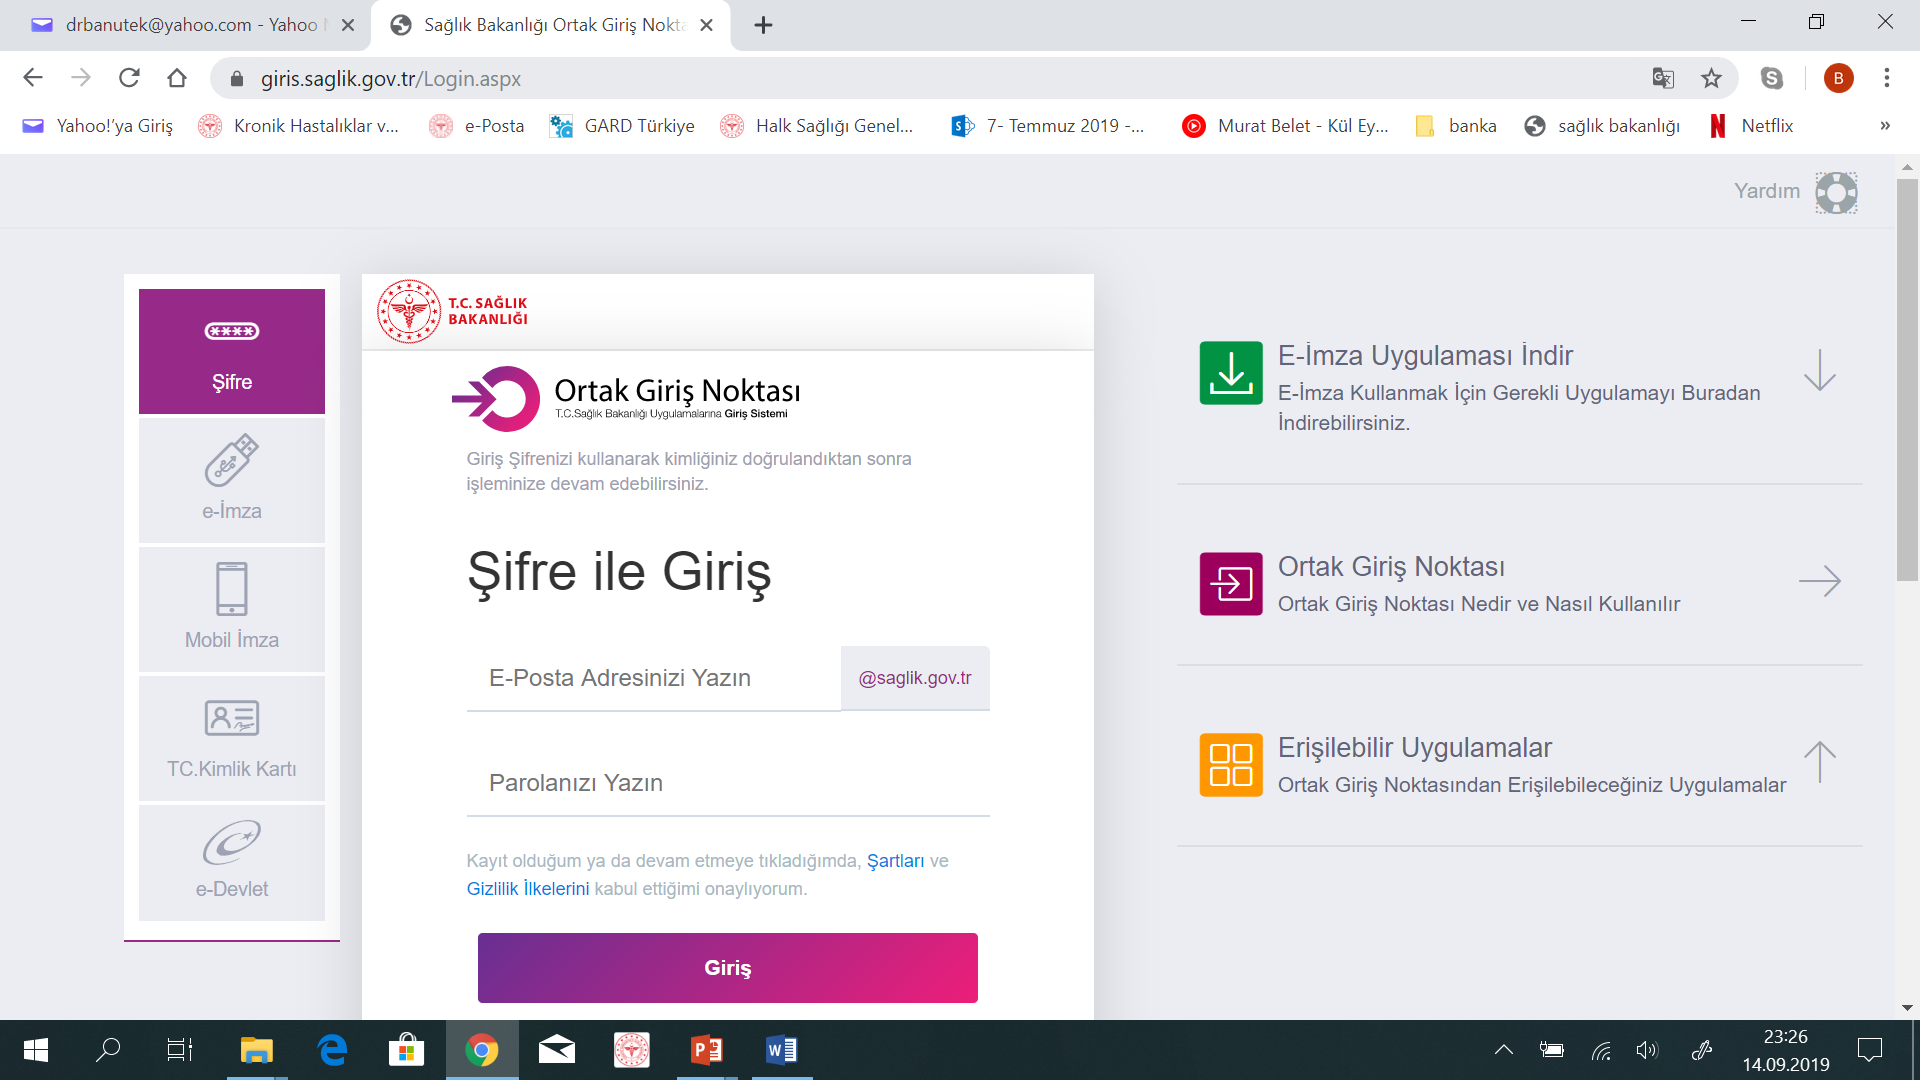 drbanutek@yahoo.com - Yahoo
Sağlık Bakanlığı Ortak Giriş Nokta
giris.saglik.gov.tr/Login.aspx
B
Yahoo!'ya Giriş
Kronik Hastalıklar v...
e-Posta
GARD Türkiye
Halk Sağlığı Genel...
7- Temmuz 2019 -...
Murat Belet - Kül Ey...
banka
sağlık bakanlığı
Netflix
»
Yardım
Şifre
e-İmza
Mobil İmza
TC.Kimlik Kartı
e-Devlet
T.C. SAĞLIK
BAKANLIĞI
Ortak Giriş Noktası
T.C.Sağlık Bakanlığı Uygulamalarına Giriş Sistemi
Giriş Şifrenizi kullanarak kimliğiniz doğrulandıktan sonra
işleminize devam edebilirsiniz.
Şifre ile Giriş
E-Posta Adresinizi Yazın
@saglik.gov.tr
Parolanızı Yazın
Kayıt olduğum ya da devam etmeye tıkladığımda, Şartları ve
Gizlilik İlkelerini kabul ettiğimi onaylıyorum.
Giriş
E-İmza Uygulaması İndir
E-İmza Kullanmak İçin Gerekli Uygulamayı Buradan
İndirebilirsiniz.
Ortak Giriş Noktası
Ortak Giriş Noktası Nedir ve Nasıl Kullanılır
Erişilebilir Uygulamalar
Ortak Giriş Noktasından Erişilebileceğiniz Uygulamalar
23:26
14.09.2019